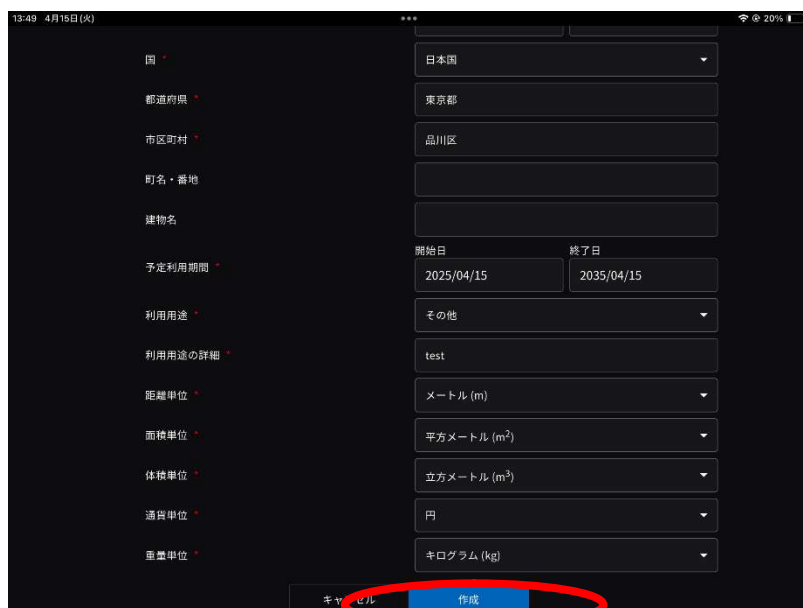 13:49 4月15日(火)
20%
国 *
日本国
都道府県 *
東京都
市区町村 *
品川区
町名・番地
建物名
開始日 終了日
予定利用期間 *
2025/04/15 2035/04/15
利用用途 *
その他
利用用途の詳細 *
test
距離単位 *
メートル (m)
面積単位 *
平方メートル (m²)
体積単位 *
立方メートル (m³)
通貨単位 *
円
重量単位 *
キログラム (kg)
キャンセル 作成